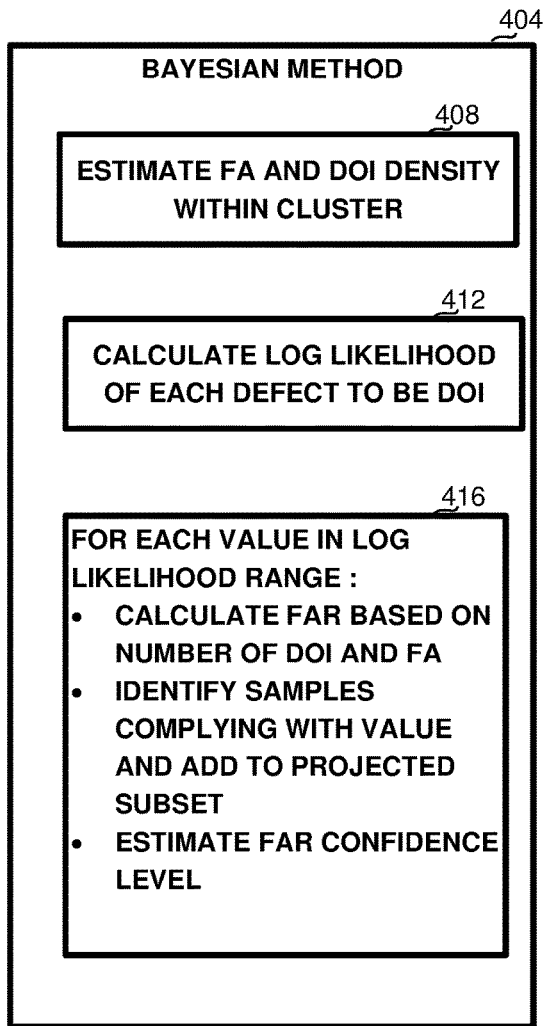 404
BAYESIAN METHOD
408
ESTIMATE FA AND DOI DENSITY
WITHIN CLUSTER
412
CALCULATE LOG LIKELIHOOD
OF EACH DEFECT TO BE DOI
416
FOR EACH VALUE IN LOG
LIKELIHOOD RANGE :
• CALCULATE FAR BASED ON
NUMBER OF DOI AND FA
• IDENTIFY SAMPLES
COMPLYING WITH VALUE
AND ADD TO PROJECTED
SUBSET
• ESTIMATE FAR CONFIDENCE
LEVEL